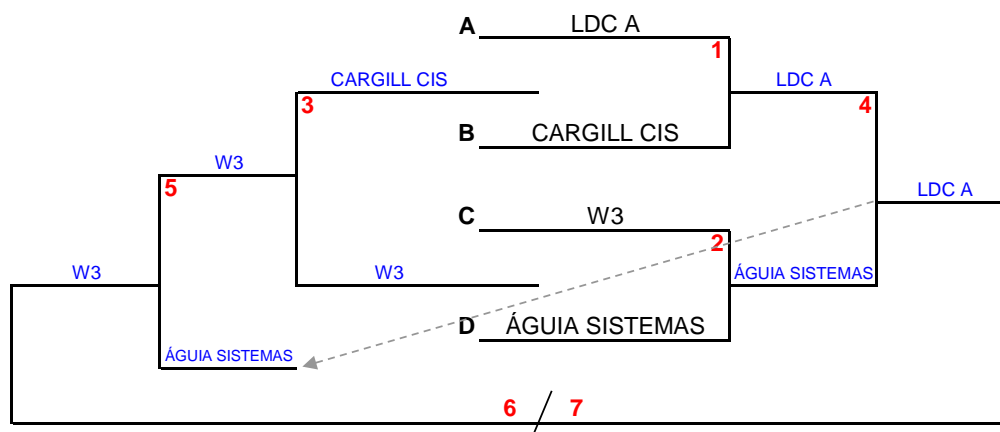 A LDC A
1
CARGILL CIS
LDC A
3
4
B CARGILL CIS
W3
5
LDC A
C W3
2
W3
W3
ÁGUIA SISTEMAS
D ÁGUIA SISTEMAS
ÁGUIA SISTEMAS
6 / 7